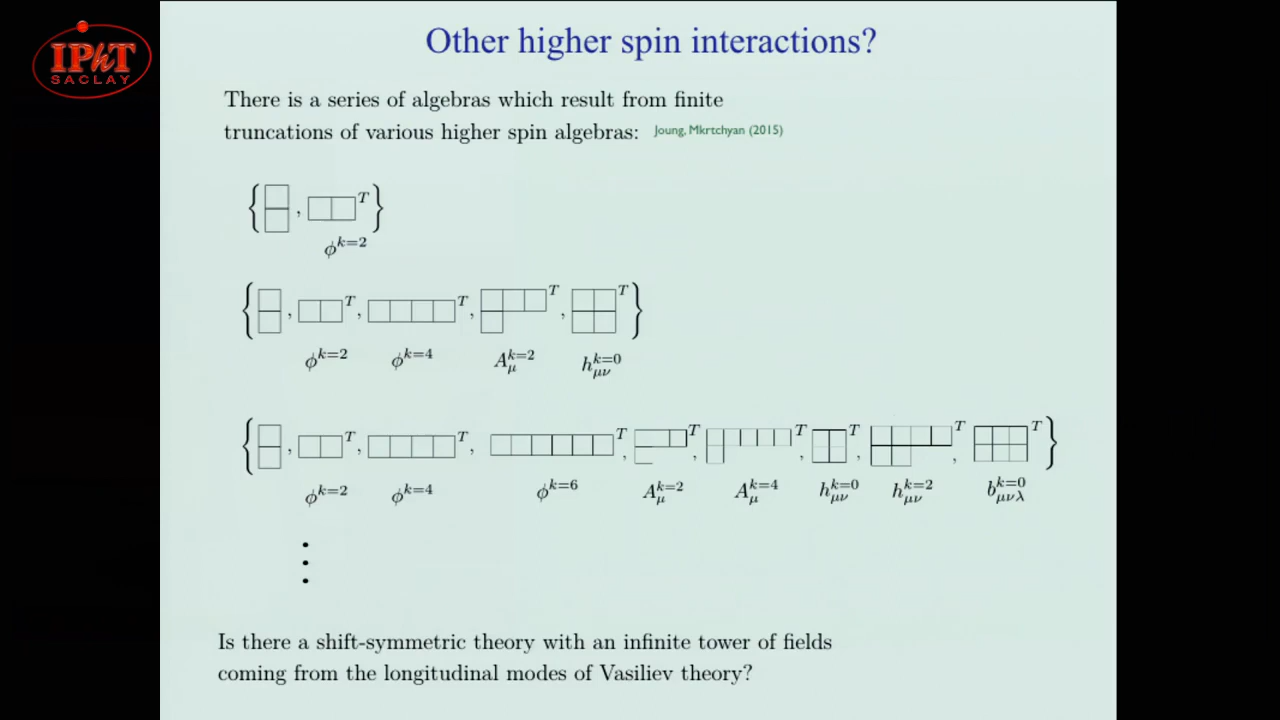 IPhT
SACLAY
Other higher spin interactions?
There is a series of algebras which result from finite
truncations of various higher spin algebras: Joung, Mkrtchyan (2015)
{ , T}
ϕ^{k=2}
{ , T, T, T, T}
ϕ^{k=2} ϕ^{k=4} A_μ^{k=2} h_{μν}^{k=0}
{ , T, T, T, T, T, T, T, T}
ϕ^{k=2} ϕ^{k=4} ϕ^{k=6} A_μ^{k=2} A_μ^{k=4} h_{μν}^{k=0} h_{μν}^{k=2} b_{μνλ}^{k=0}
Is there a shift-symmetric theory with an infinite tower of fields
coming from the longitudinal modes of Vasiliev theory?